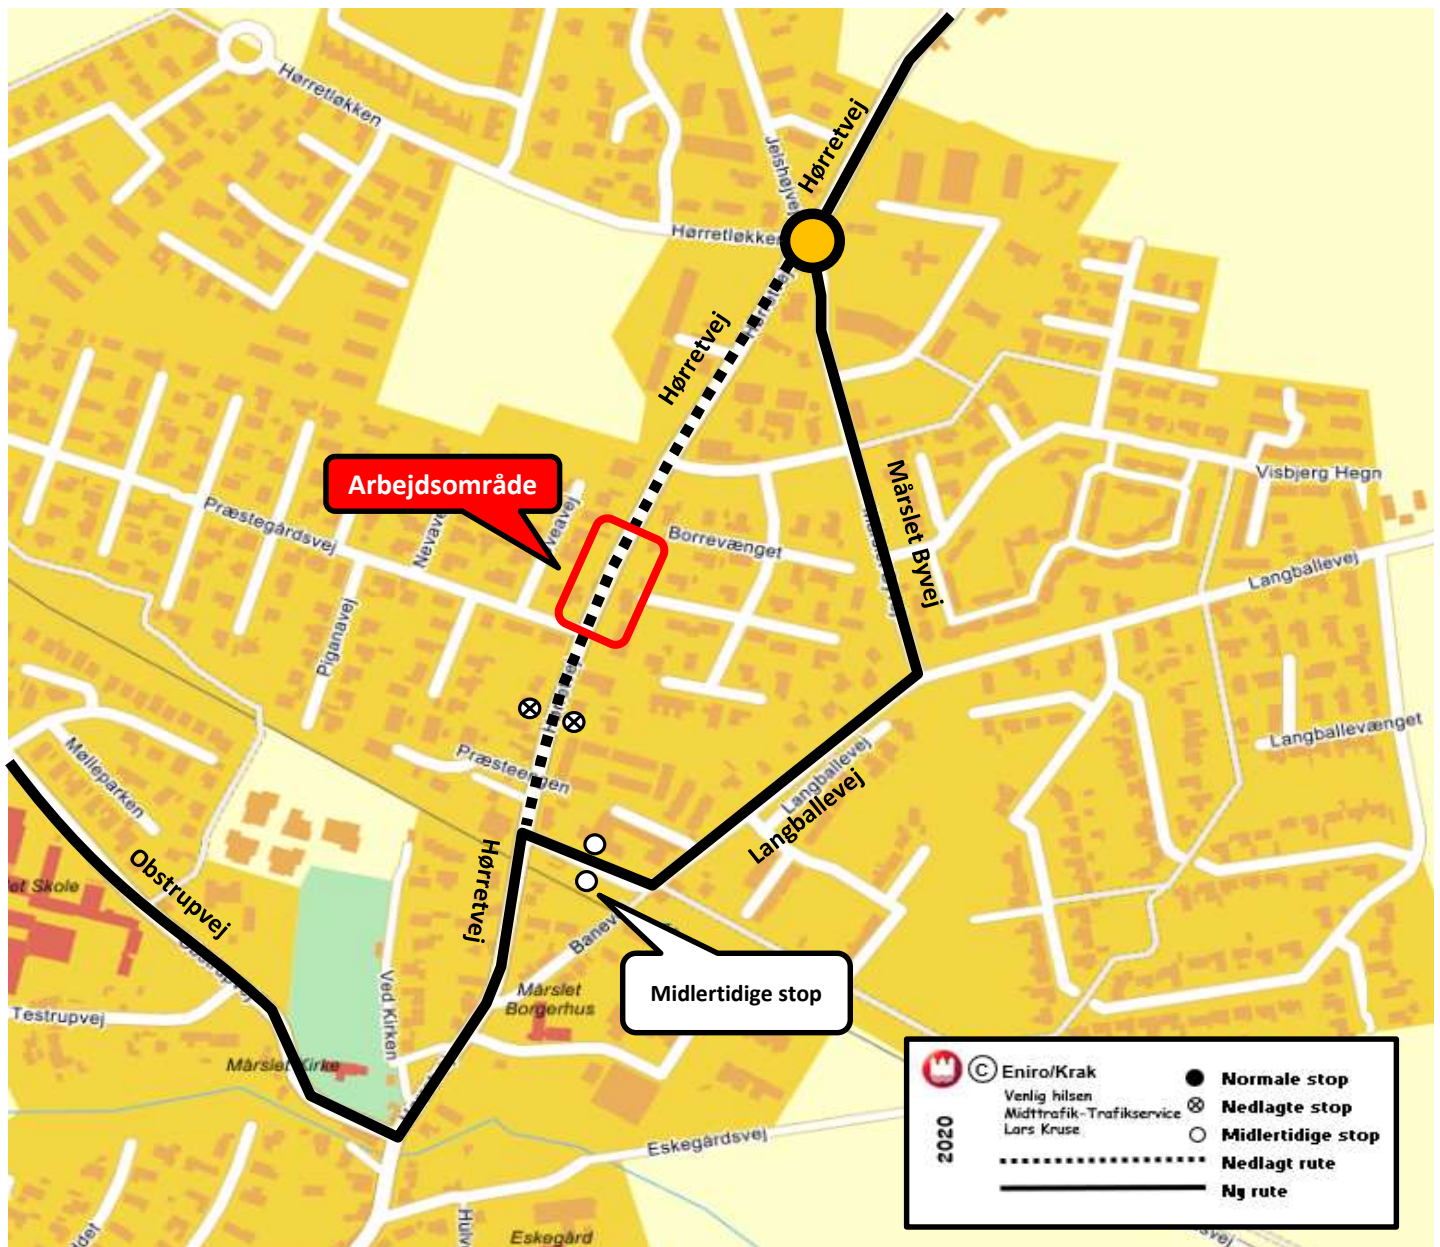 Hørretløkken
Jelshøjvej
Hørretvej
Hørretløkken
Hørretvej
Hørretvej
Arbejdsområde
Visbjerg Hegn
Mårslet Byvej
Præstegårdsvej
Borrevænget
Langballevej
Piganavej
Langballevænget
Mølleparken
Præsteengen
Langballevej
Langballevej
Hørretvej
Obstrupvej
Skole
Ved Kirken
Mårslet
Borgerhus
Midlertidige stop
Testrupvej
Mårslet Kirke
Eskegårdsvej
Eskegård
© Eniro/Krak
Venlig hilsen
Midttrafik-Trafikservice
Lars Kruse
2020
Normale stop
Nedlagte stop
Midlertidige stop
Nedlagt rute
Ny rute